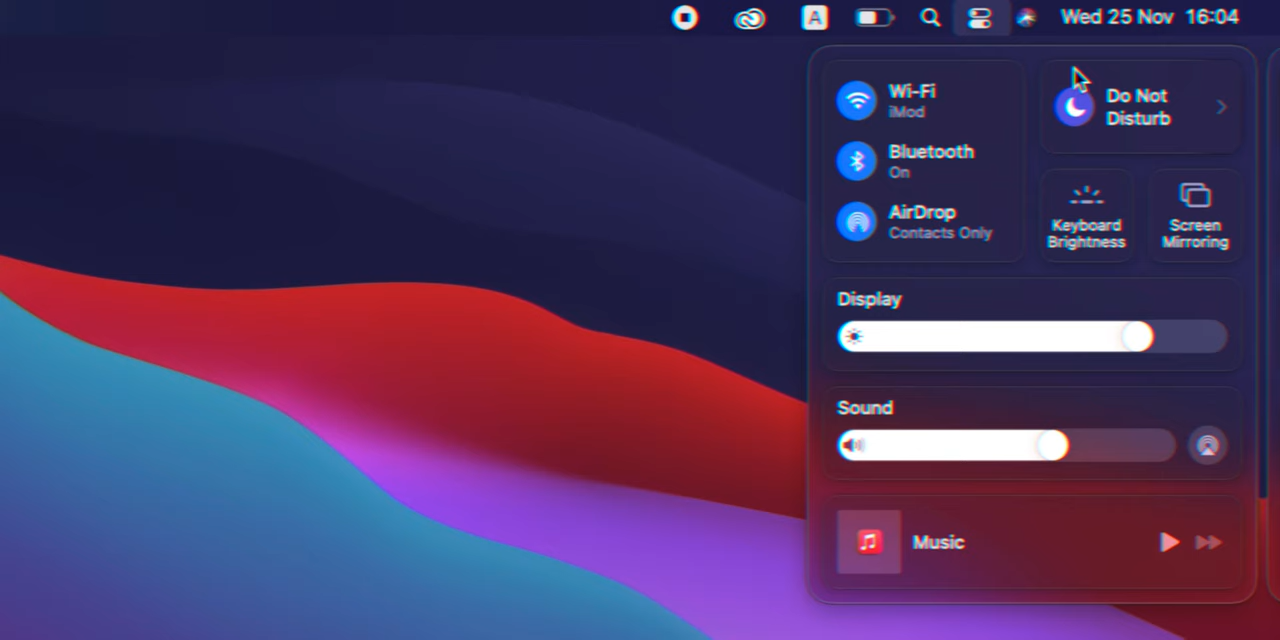 A
Wed 25 Nov 16:04
Wi-Fi
iMod
Bluetooth
On
AirDrop
Contacts Only
Do Not
Disturb
Keyboard
Brightness
Screen
Mirroring
Display
Sound
Music